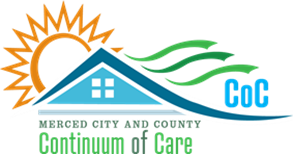 CoC
MERCED CITY AND COUNTY
Continuum of Care